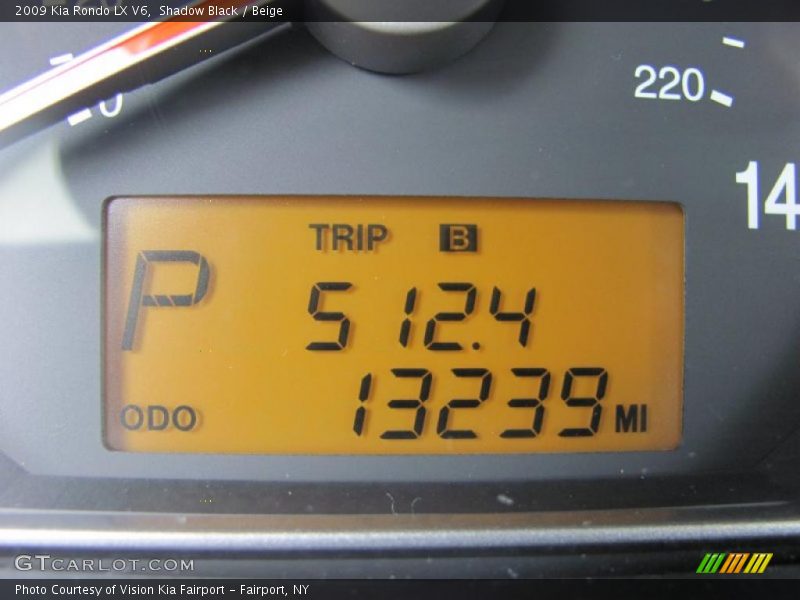 2009 Kia Rondo LX V6,  Shadow Black / Beige
0
220
14
TRIP B
P
512.4
ODO 13239 MI
GTCARLOT.COM
Photo Courtesy of Vision Kia Fairport - Fairport, NY